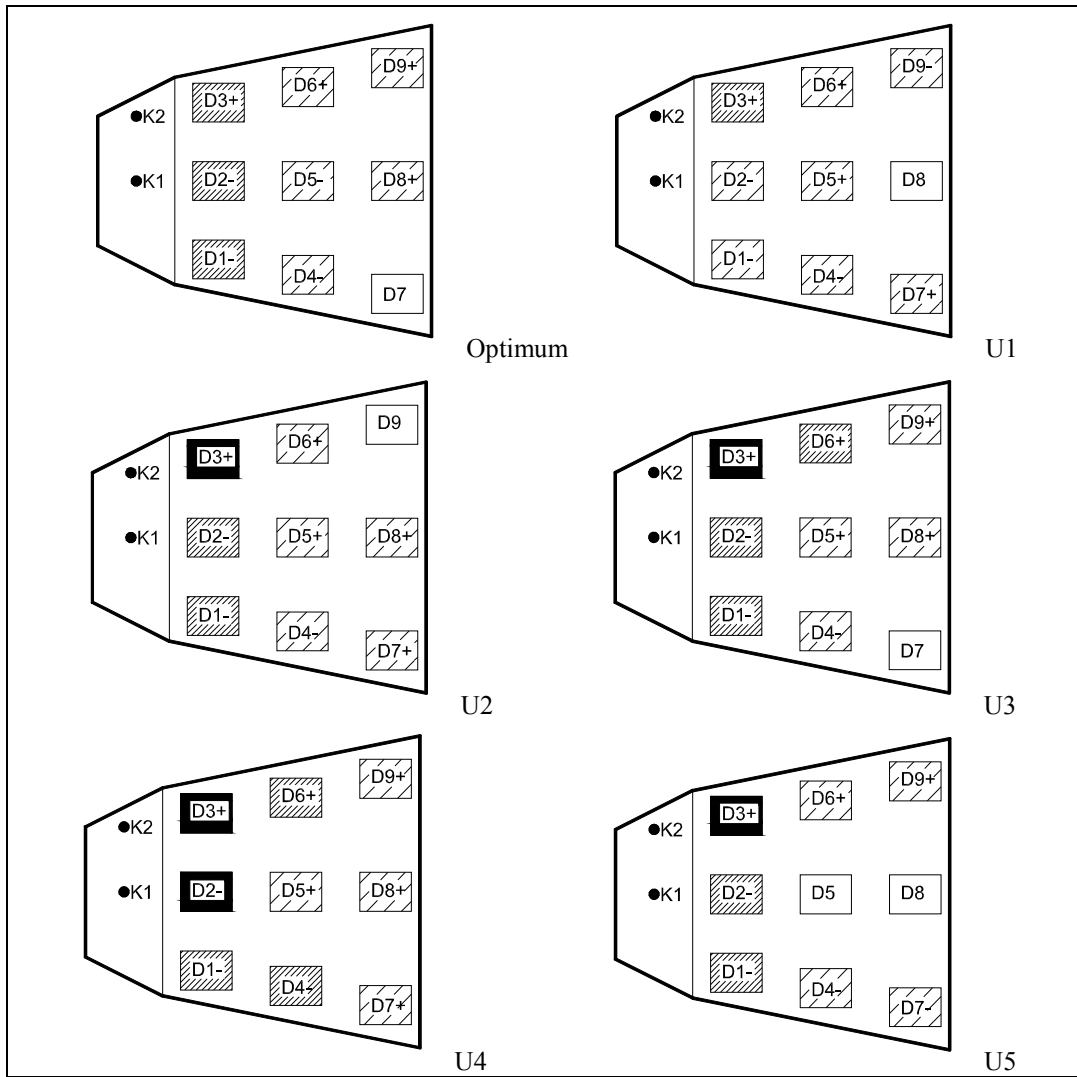 D9+
D6+
D3+
K2
D2-
D5-
D8+
K1
D1-
D4-
D7
Optimum
D9-
D6+
D3+
K2
D2-
D5+
D8
K1
D1-
D4-
D7+
U1
D9
D6+
D3+
K2
D2-
D5+
D8+
K1
D1-
D4-
D7+
U2
D9+
D6+
D3+
K2
D2-
D5+
D8+
K1
D1-
D4-
D7
U3
D9+
D6+
D3+
K2
D2-
D5+
D8+
K1
D1-
D4-
D7+
U4
D9+
D6+
D3+
K2
D2-
D5
D8
K1
D1-
D4-
D7-
U5